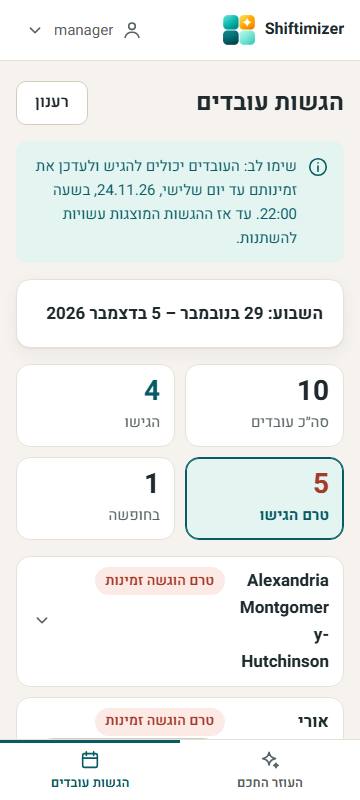 Shiftimizer
manager
הגשות עובדים
רענון
שימו לב: העובדים יכולים להגיש ולעדכן את
זמינותם עד יום שלישי, 24.11.26, בשעה
22:00. עד אז ההגשות המוצגות עשויות
להשתנות.
השבוע: 29 בנובמבר – 5 בדצמבר 2026
10
סה״כ עובדים
4
הגישו
5
טרם הגישו
1
בחופשה
Alexandria
Montgomer
y-
Hutchinson
טרם הוגשה זמינות
אורי
טרם הוגשה זמינות
העוזר החכם
הגשות עובדים